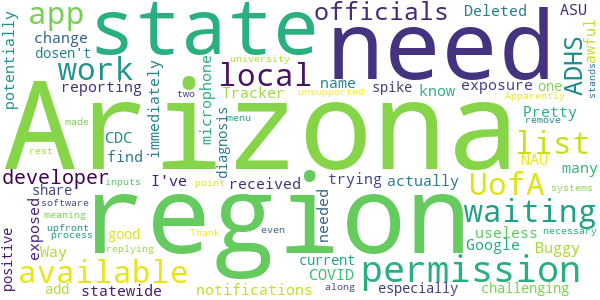 potentially
app
state
officials
Deleted
ASU
change
dosen't
work
need
ADHS
awful
stands
reporting
immediately
local
microphone
name
spike
exposure
one
Tracker
know
Pretty
university
two
unsupported
Apparently
remove
Arizona
made
CDC
find
diagnosis
menu
trying
actually
UofA
list
NAU
many
rest
developer
I've
received
share
inputs
point
region
needed
waiting
useless
systems
software
meaning
upfront
process
exposed
good
Thank
even
current
Google
Buggy
necessary
positive
Way
replying
COVID
permission
available
add
statewide
notifications
along
especially
challenging